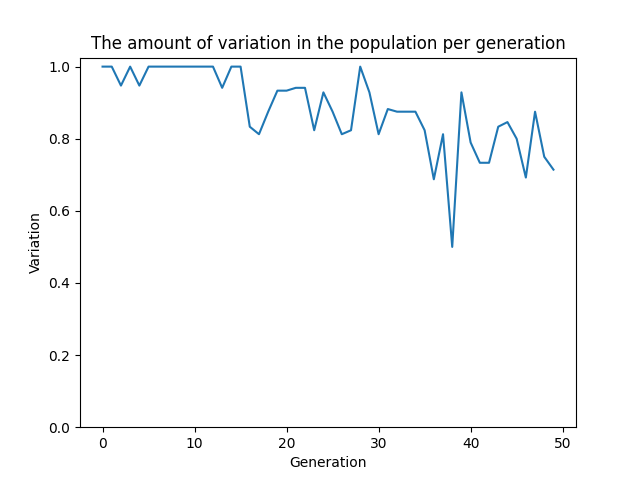 The amount of variation in the population per generation
1.0
0.8
0.6
0.4
0.2
0.0
Variation
0 10 20 30 40 50
Generation